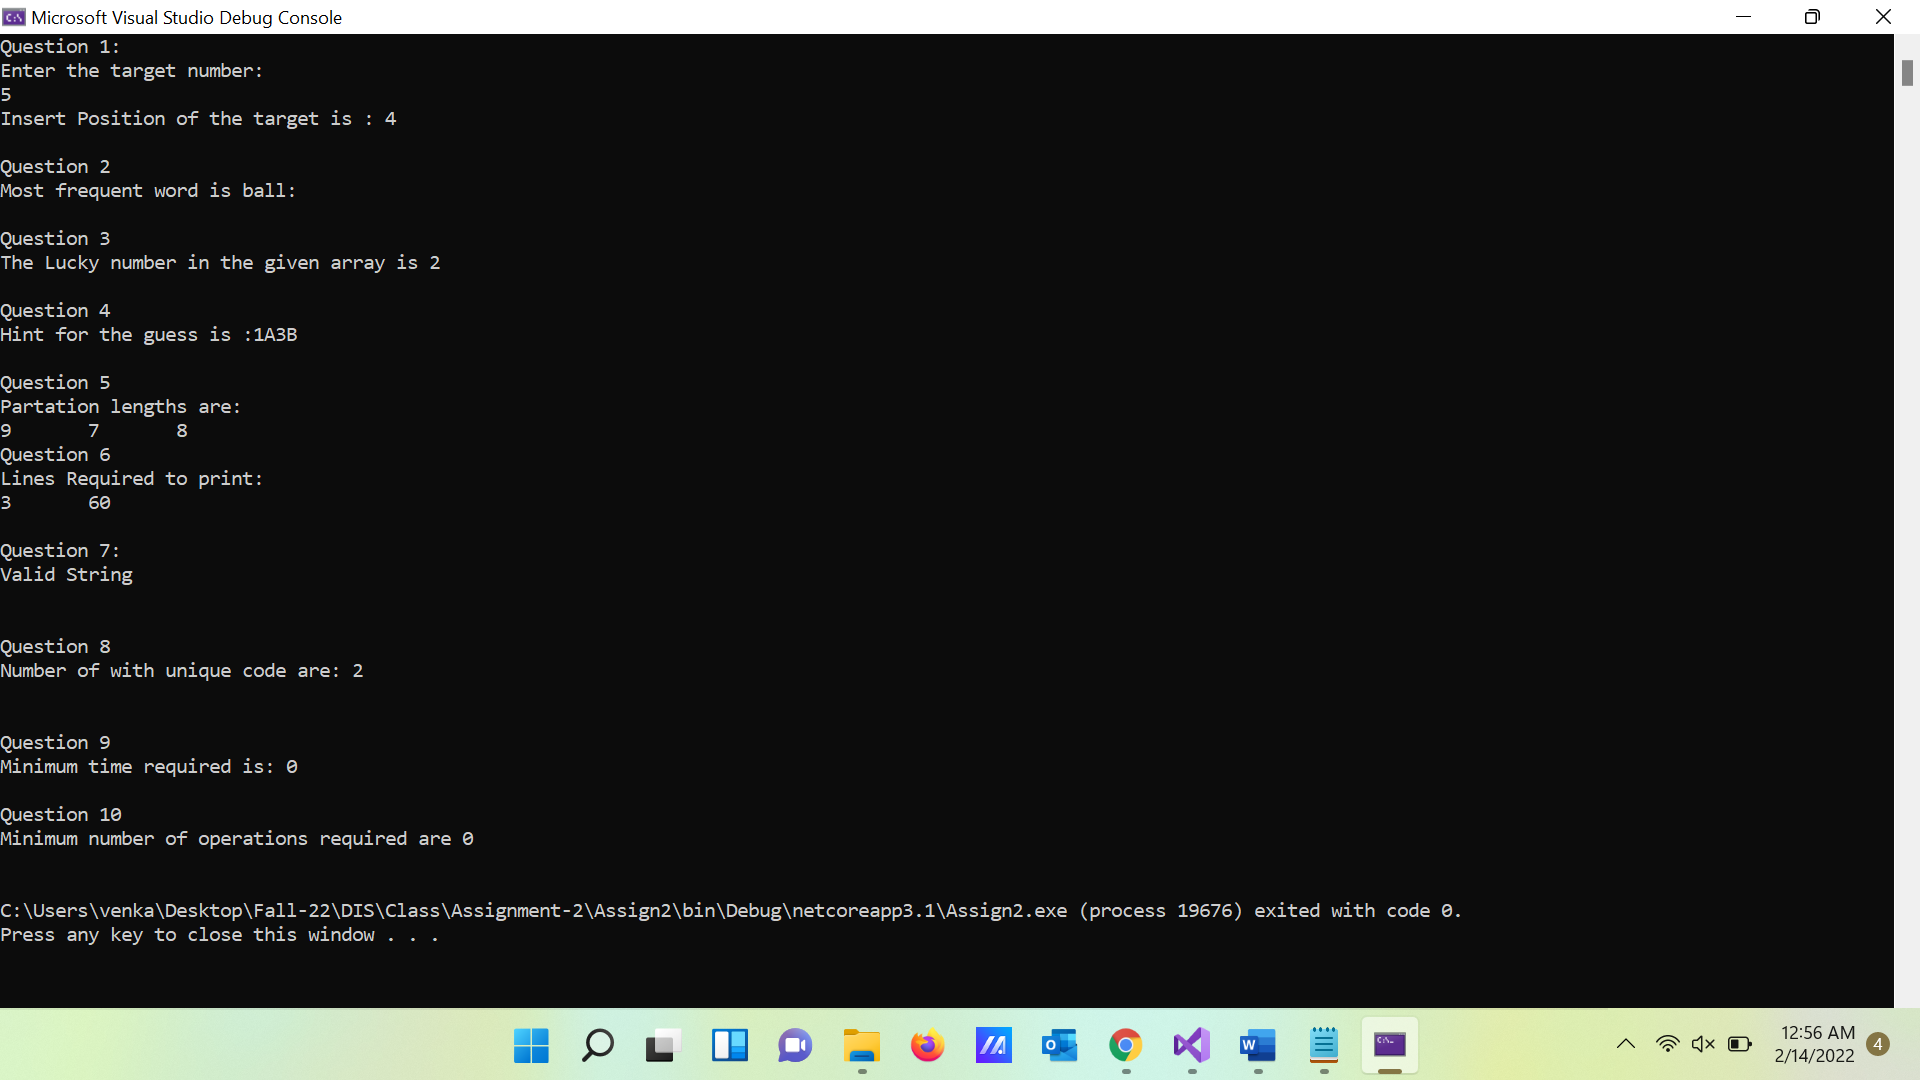 Microsoft Visual Studio Debug Console
Question 1:
Enter the target number:
5
Insert Position of the target is : 4
Question 2
Most frequent word is ball:
Question 3
The Lucky number in the given array is 2
Question 4
Hint for the guess is :1A3B
Question 5
Partation lengths are:
9 7 8
Question 6
Lines Required to print:
3 60
Question 7:
Valid String
Question 8
Number of with unique code are: 2
Question 9
Minimum time required is: 0
Question 10
Minimum number of operations required are 0
C:\Users\venka\Desktop\Fall-22\DIS\Class\Assignment-2\Assign2\bin\Debug\netcoreapp3.1\Assign2.exe (process 19676) exited with code 0.
Press any key to close this window . . .
12:56 AM
2/14/2022
4